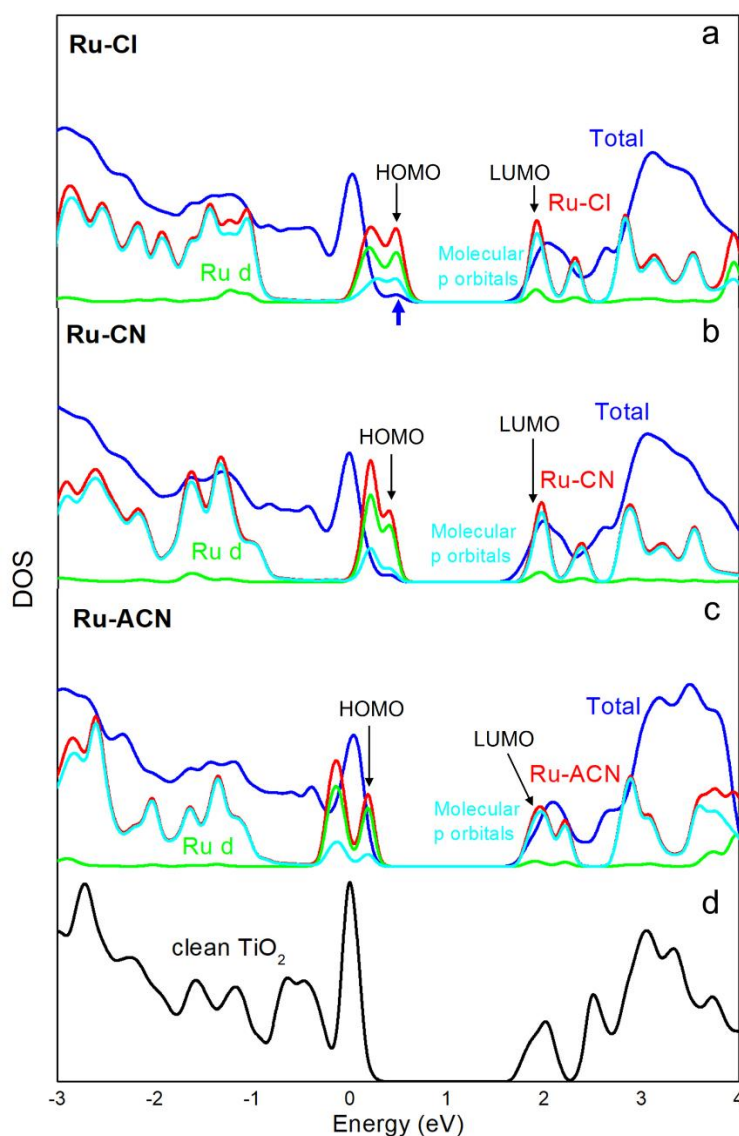 Ru-Cl
a
HOMO
LUMO
Total
Ru-Cl
Molecular
p orbitals
Ru d
Ru-CN
b
HOMO
LUMO
Total
Ru-CN
Molecular
p orbitals
Ru d
DOS
Ru-ACN
c
HOMO
LUMO
Total
Ru-ACN
Molecular
p orbitals
Ru d
d
clean TiO₂
-3 -2 -1 0 1 2 3 4
Energy (eV)